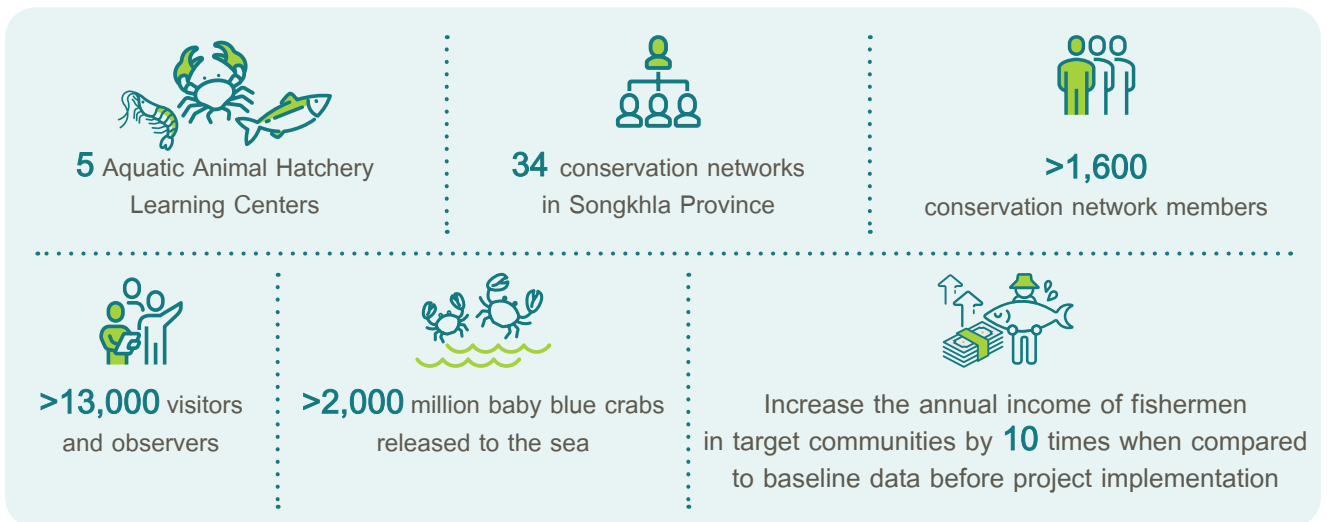 5 Aquatic Animal Hatchery
Learning Centers
34 conservation networks
in Songkhla Province
>1,600
conservation network members
>13,000 visitors
and observers
>2,000 million baby blue crabs
released to the sea
Increase the annual income of fishermen
in target communities by 10 times when compared
to baseline data before project implementation